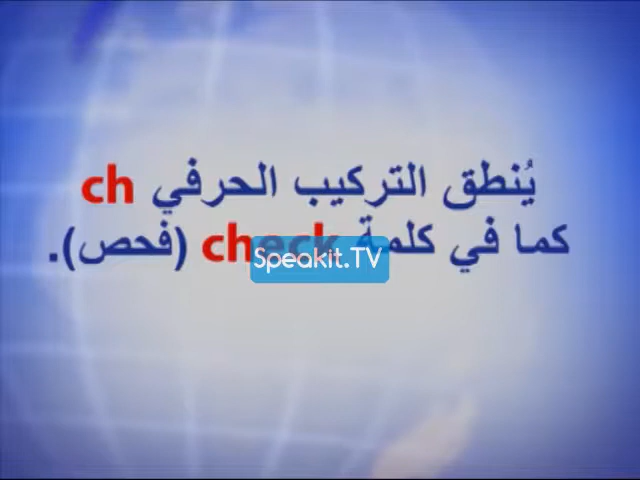 يُنطق التركيب الحرفي ch
كما في كلمة check (فحص).
Speakit.TV